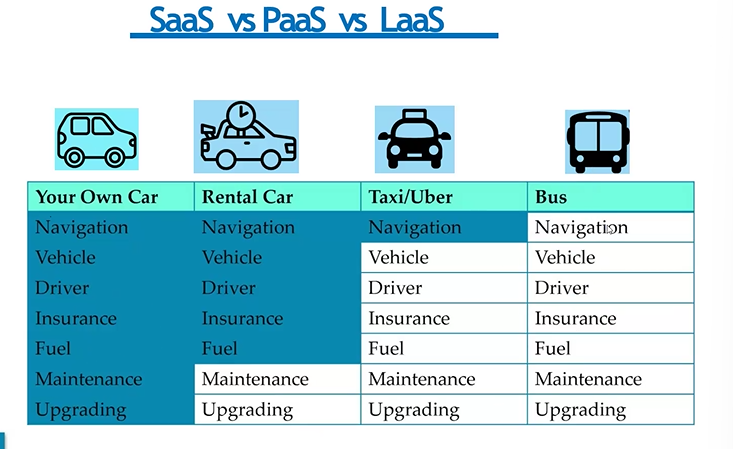 SaaS vs PaaS vs LaaS
Your Own Car Rental Car Taxi/Uber Bus
Navigation Navigation Navigation Navigation
Vehicle Vehicle Vehicle Vehicle
Driver Driver Driver Driver
Insurance Insurance Insurance Insurance
Fuel Fuel Fuel Fuel
Maintenance Maintenance Maintenance Maintenance
Upgrading Upgrading Upgrading Upgrading